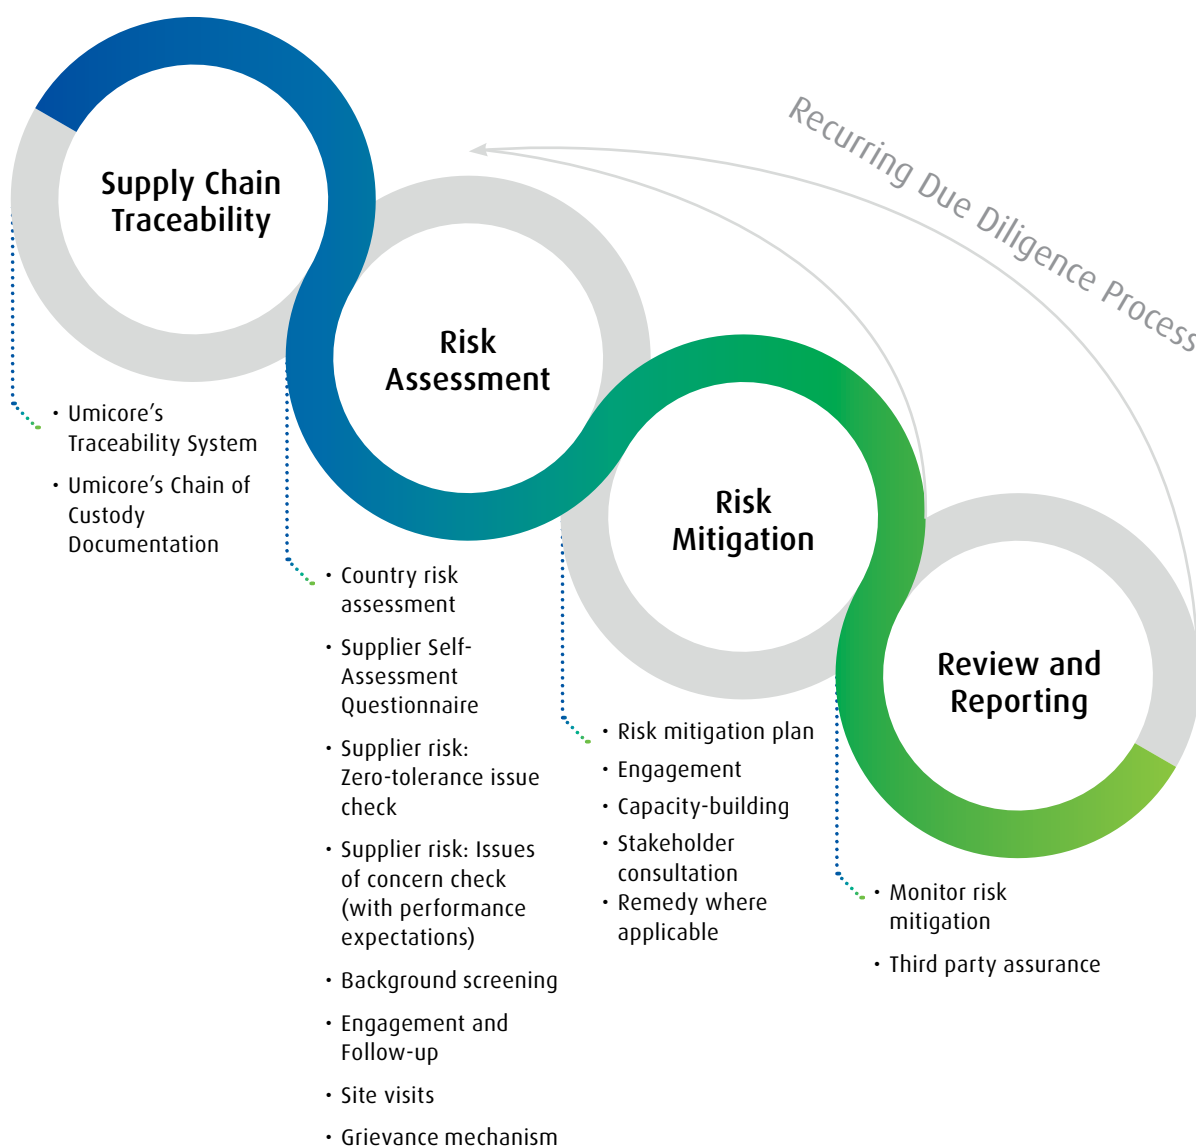 Recurring Due Diligence Process
Supply Chain
Traceability
• Umicore's
Traceability System
• Umicore's Chain of
Custody
Documentation
Risk
Assessment
• Country risk
assessment
• Supplier Self-
Assessment
Questionnaire
• Supplier risk:
Zero-tolerance issue
check
• Supplier risk: Issues
of concern check
(with performance
expectations)
• Background screening
• Engagement and
Follow-up
• Site visits
• Grievance mechanism
Risk
Mitigation
• Risk mitigation plan
• Engagement
• Capacity-building
• Stakeholder
consultation
• Remedy where
applicable
Review and
Reporting
• Monitor risk
mitigation
• Third party assurance